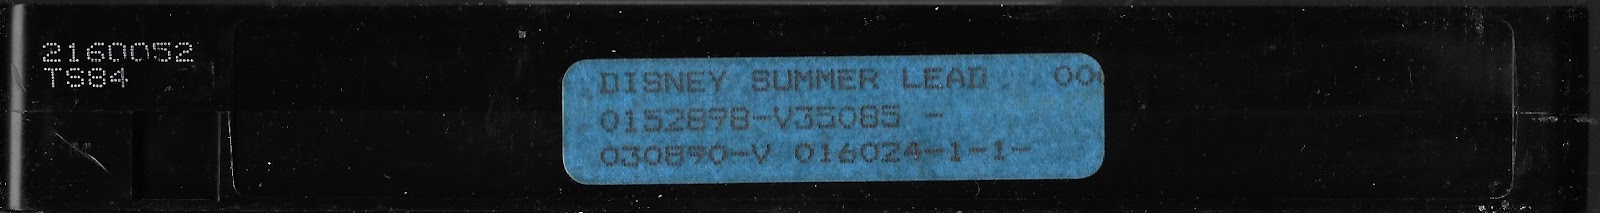 2160052
TS84
DISNEY SUMMER LEAD
0152898-V35085 -
030890-V 016024-1-1-